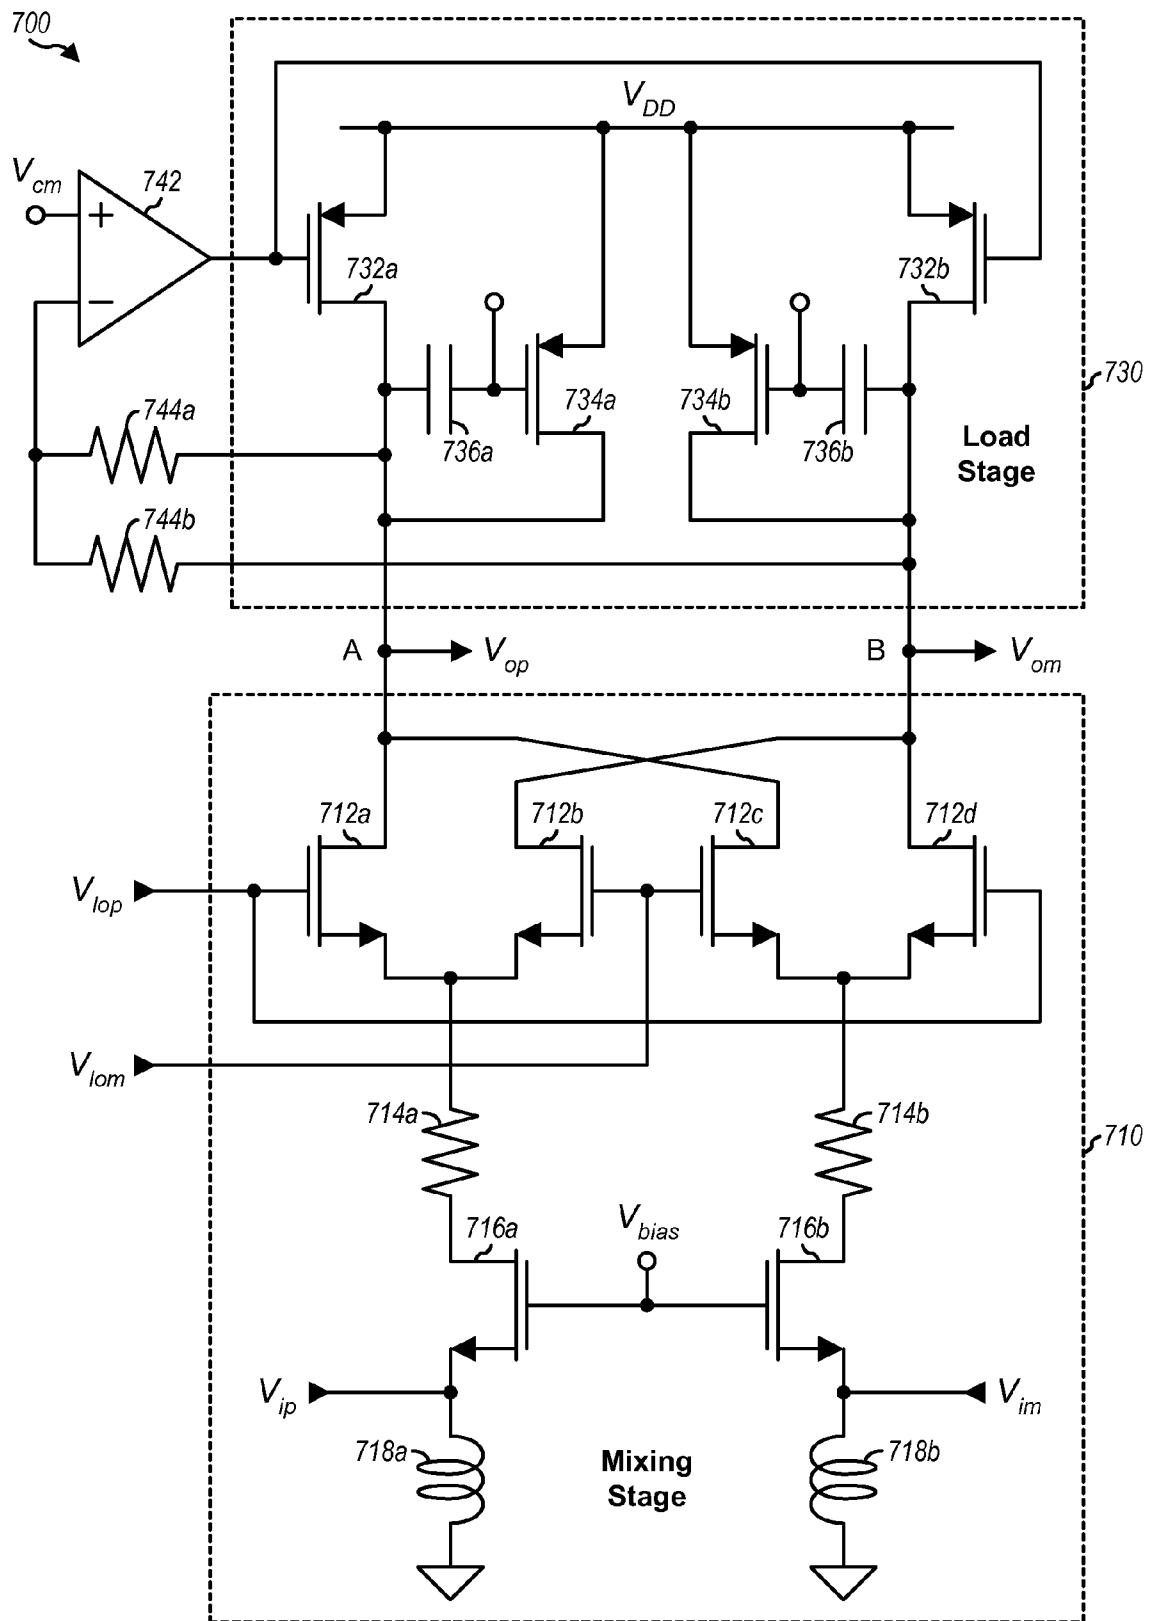 700
V_DD
V_cm
742
+
−
732a
732b
734a
734b
730
744a
736a
736b
Load
Stage
744b
A
V_op
B
V_om
712a
712b
712c
712d
V_lop
V_lom
714a
714b
710
716a
V_bias
716b
V_ip
V_im
718a
Mixing
Stage
718b